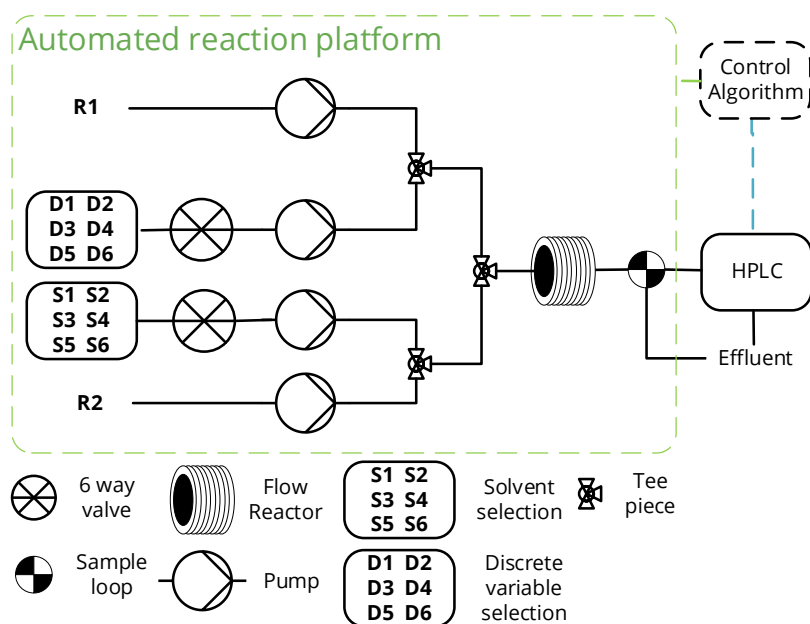 Automated reaction platform
Control
Algorithm
R1
D1 D2
D3 D4
D5 D6
S1 S2
S3 S4
S5 S6
R2
HPLC
Effluent
6 way
valve
Flow
Reactor
S1 S2
S3 S4
S5 S6
Solvent
selection
Tee
piece
Sample
loop
Pump
D1 D2
D3 D4
D5 D6
Discrete
variable
selection